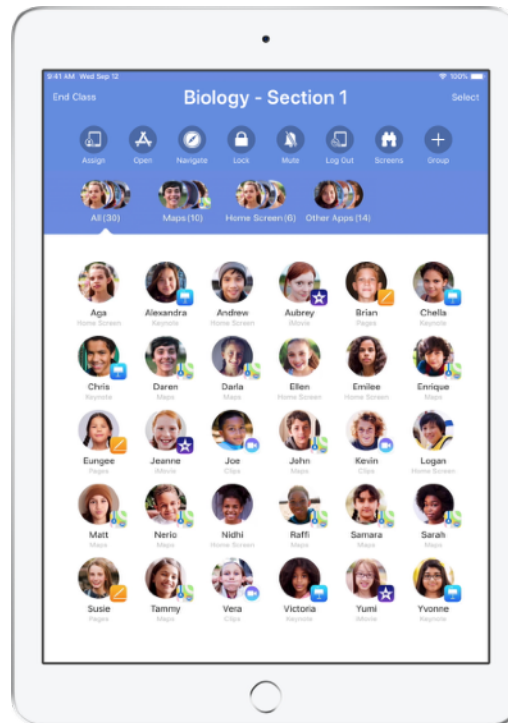 9:41 AM Wed Sep 12
100%
End Class
Biology - Section 1
Select
Assign Open Navigate Lock Mute Log Out Screens Group
All (30) Maps (10) Home Screen (6) Other Apps (14)
Aga Alexandra Andrew Aubrey Brian Chella
Home Screen Keynote Home Screen iMovie Pages Keynote
Chris Daren Darla Ellen Emilee Enrique
Keynote Maps Maps Home Screen Home Screen Maps
Eungee Jeanne Joe John Kevin Logan
Pages iMovie Clips Maps Clips Home Screen
Matt Nerio Nidhi Raffi Samara Sarah
Maps Maps Home Screen Maps Maps Maps
Susie Tammy Vera Victoria Yumi Yvonne
Pages Maps Clips Keynote iMovie Keynote